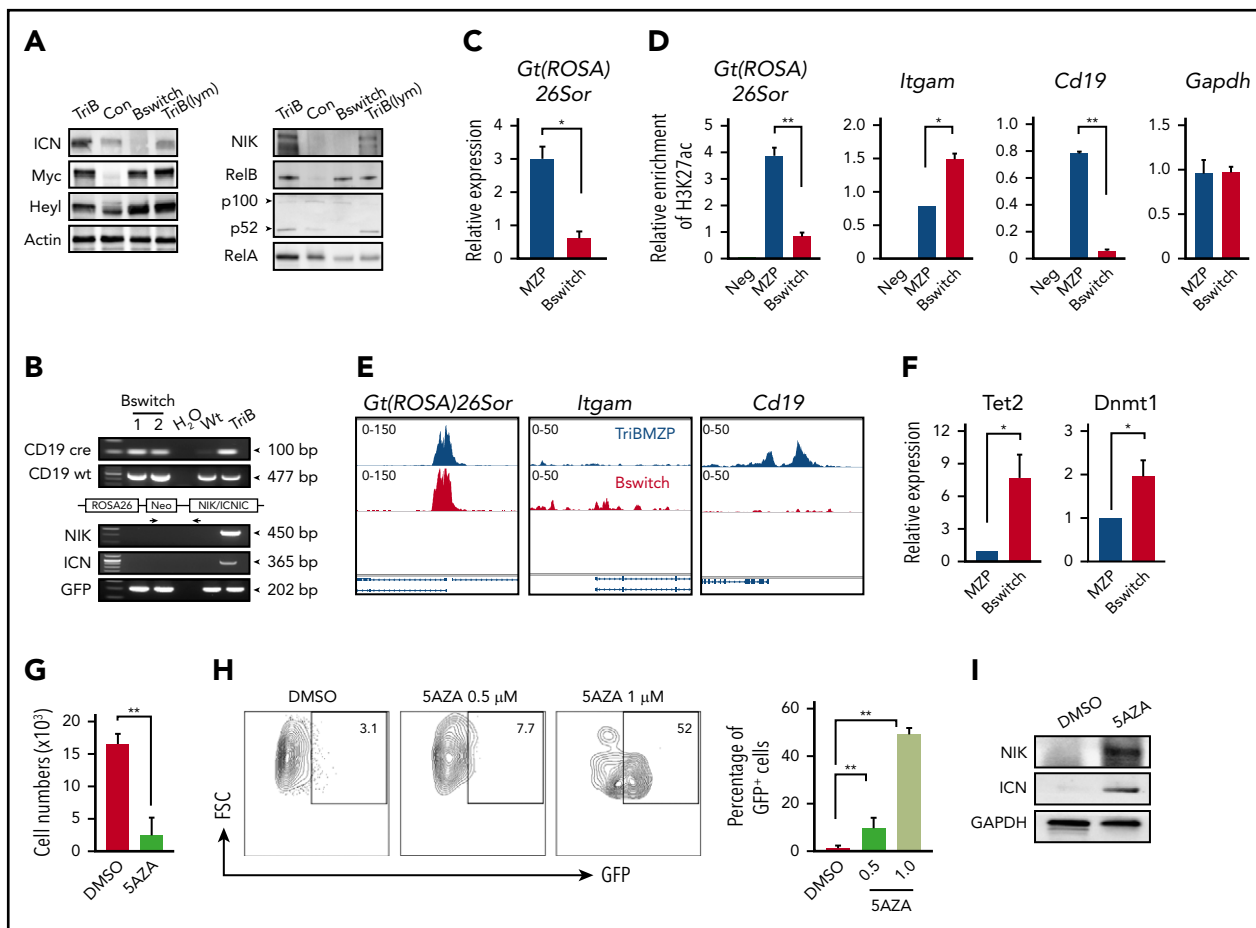 A
TriB Con Bswitch TriB(lym)
ICN
Myc
Heyl
Actin
TriB Con Bswitch TriB(lym)
NIK
RelB
p100
p52
RelA
B
Bswitch
1 2 H2O Wt TriB
CD19 cre 100 bp
CD19 wt 477 bp
ROSA26 Neo NIK/ICNIC
NIK 450 bp
ICN 365 bp
GFP 202 bp
C
Gt(ROSA)
26Sor
Relative expression
4
3
2
1
0
*
MZP
Bswitch
D
Gt(ROSA)
26Sor
Relative enrichment
of H3K27ac
5
4
3
2
1
0
**
Neg
MZP
Bswitch
Itgam
2.0
1.5
1.0
0.5
0
*
Neg
MZP
Bswitch
Cd19
1.0
0.8
0.6
0.4
0.2
0
**
Neg
MZP
Bswitch
Gapdh
1.5
1.0
0.5
0
MZP
Bswitch
E
Gt(ROSA)26Sor Itgam Cd19
0-150 0-50 TriBMZP 0-50
0-150 0-50 Bswitch 0-50
F
Tet2
Relative expression
12
9
6
3
0
*
MZP
Bswitch
Dnmt1
3
2
1
0
*
MZP
Bswitch
G
Cell numbers (x10³)
20
15
10
5
0
**
DMSO
5AZA
H
DMSO 5AZA 0.5 µM 5AZA 1 µM
3.1 7.7 52
FSC
GFP
Percentage of
GFP+ cells
60
40
20
0
**
**
DMSO
0.5
1.0
5AZA
I
DMSO 5AZA
NIK
ICN
GAPDH